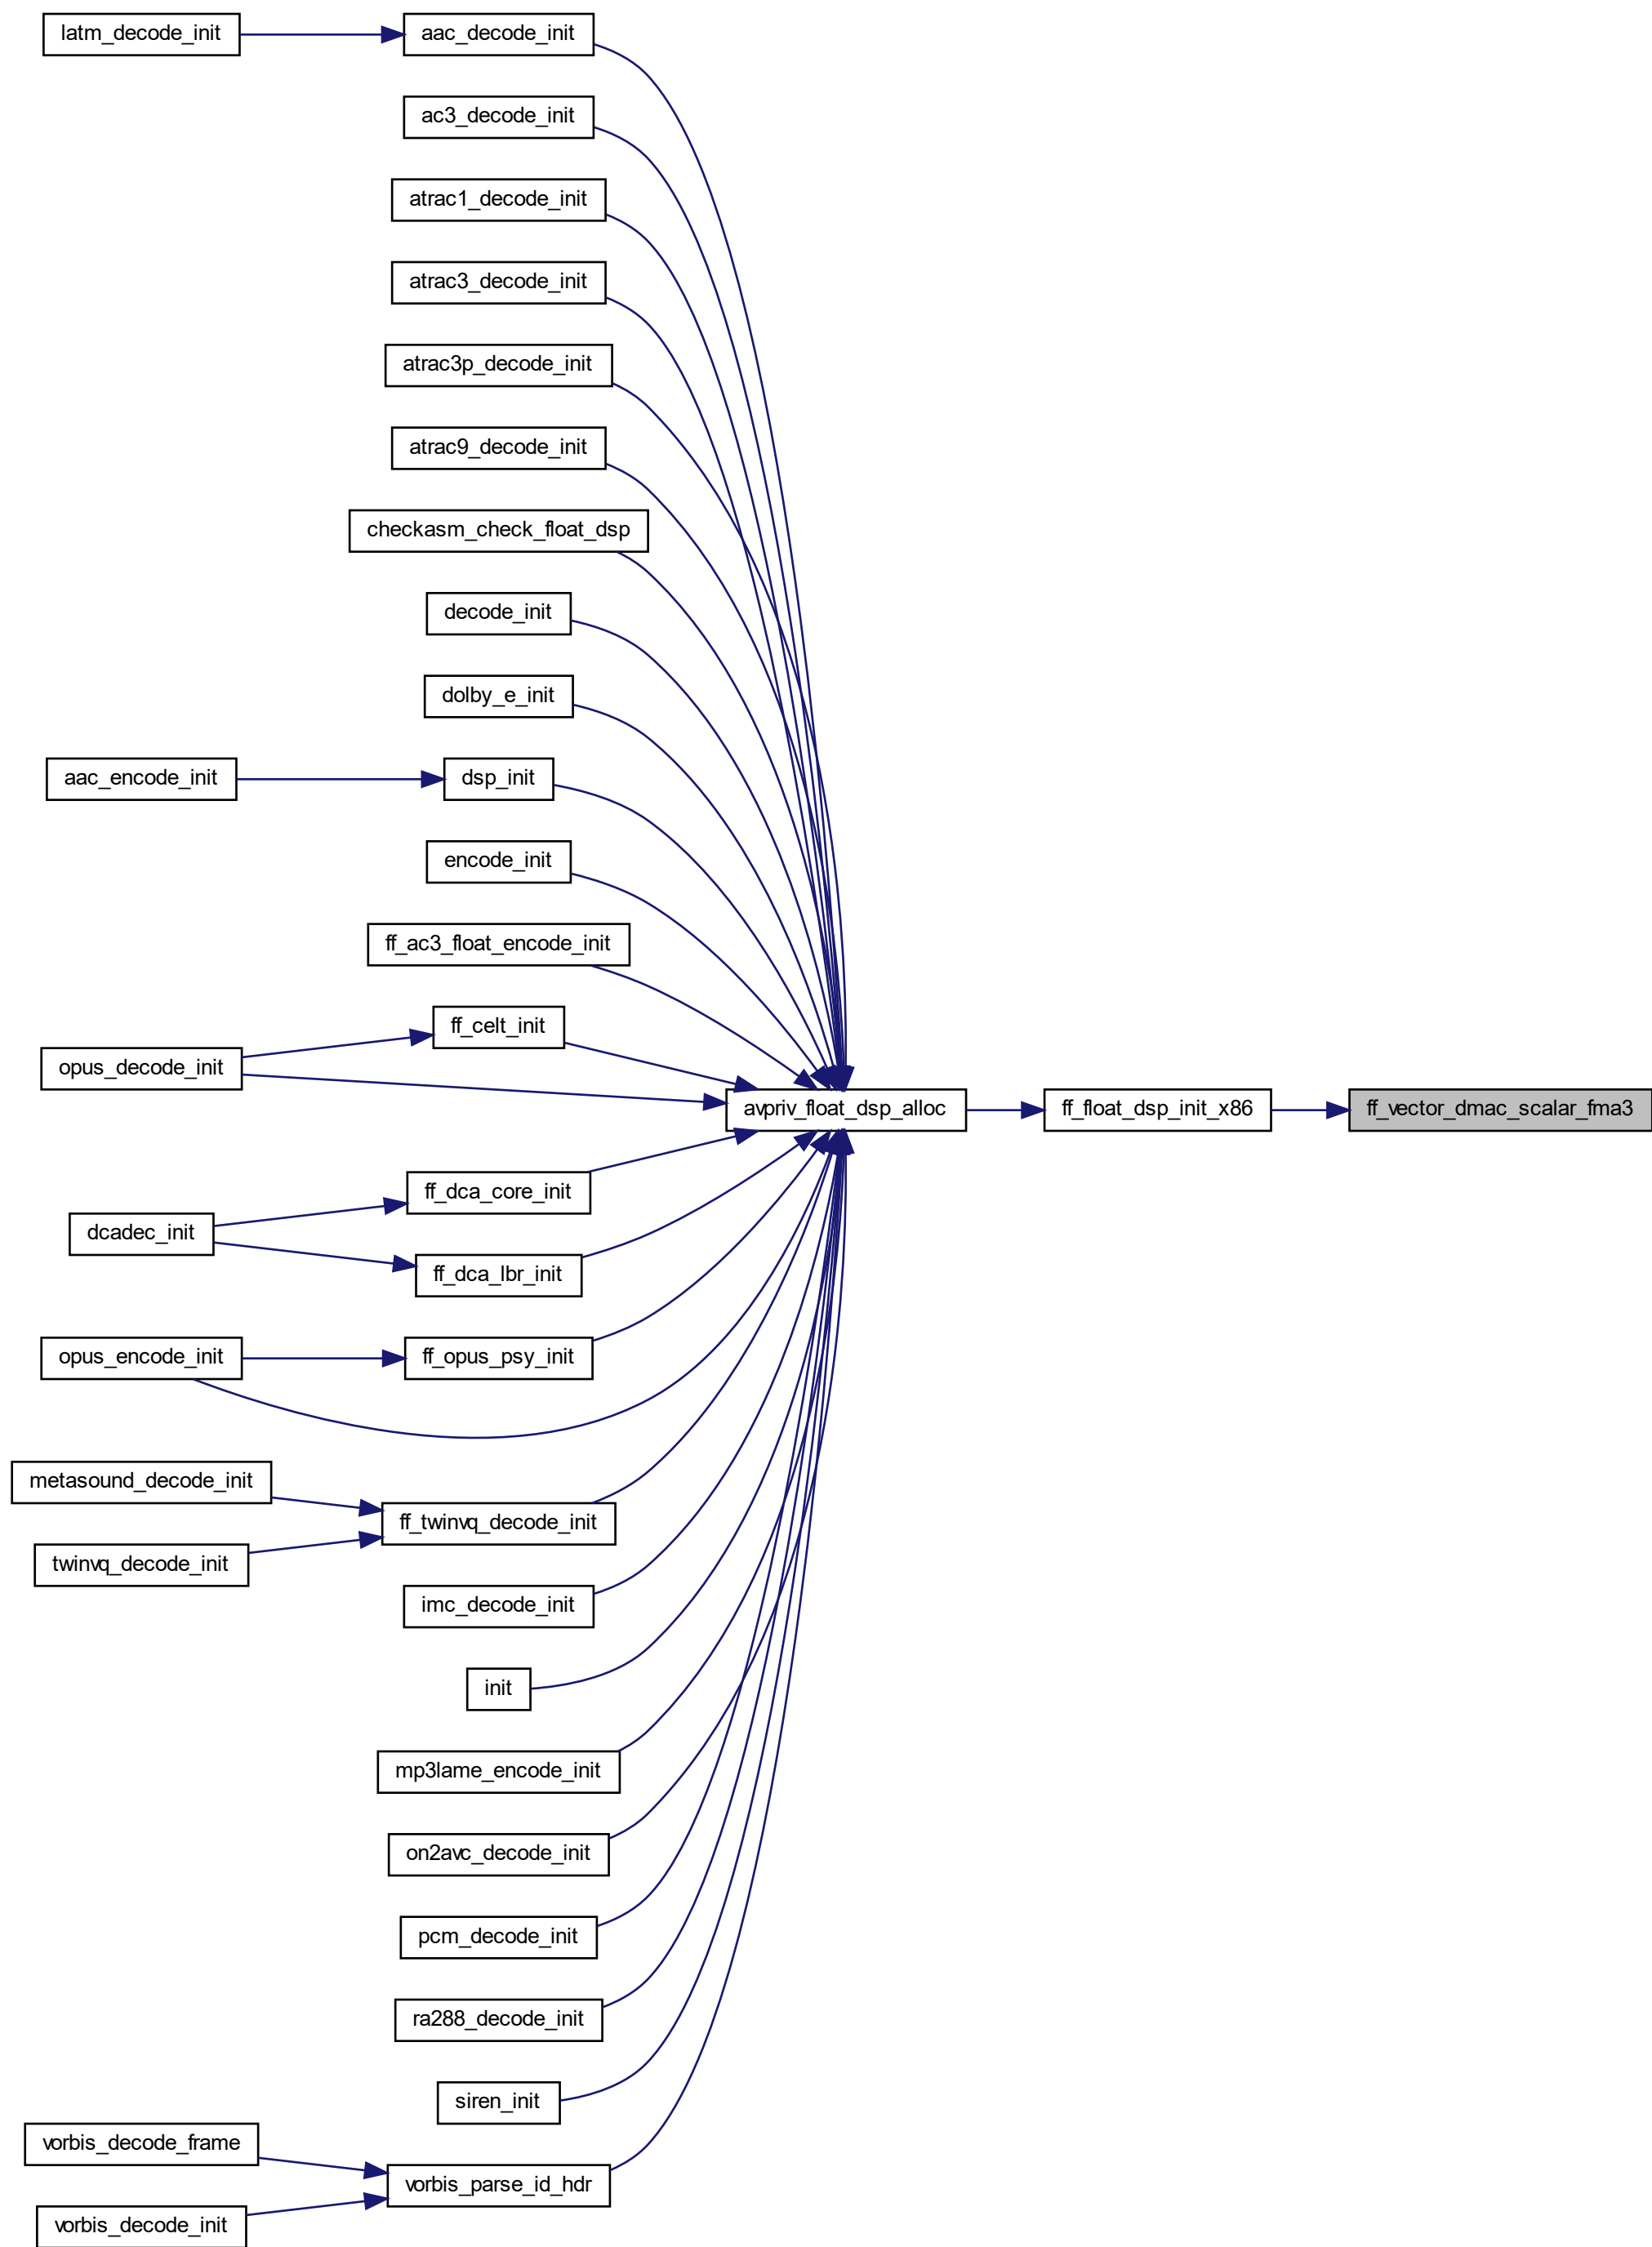 latm_decode_init
aac_decode_init
ac3_decode_init
atrac1_decode_init
atrac3_decode_init
atrac3p_decode_init
atrac9_decode_init
checkasm_check_float_dsp
decode_init
dolby_e_init
aac_encode_init
dsp_init
encode_init
ff_ac3_float_encode_init
ff_celt_init
opus_decode_init
avpriv_float_dsp_alloc
ff_float_dsp_init_x86
ff_vector_dmac_scalar_fma3
ff_dca_core_init
dcadec_init
ff_dca_lbr_init
opus_encode_init
ff_opus_psy_init
metasound_decode_init
ff_twinvq_decode_init
twinvq_decode_init
imc_decode_init
init
mp3lame_encode_init
on2avc_decode_init
pcm_decode_init
ra288_decode_init
siren_init
vorbis_decode_frame
vorbis_parse_id_hdr
vorbis_decode_init